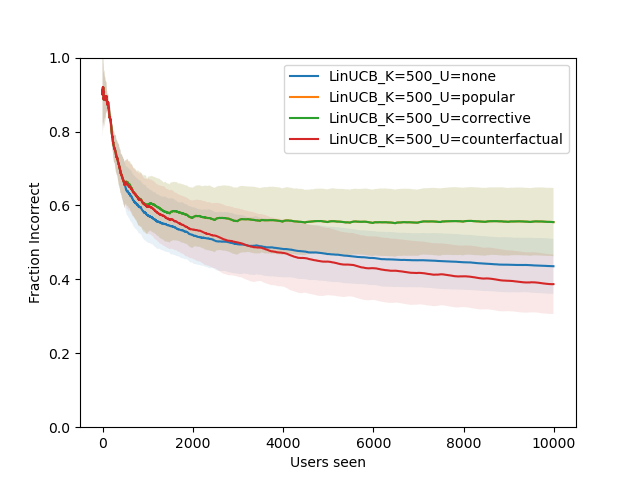 1.0
0.8
0.6
0.4
0.2
0.0
Fraction Incorrect
LinUCB_K=500_U=none
LinUCB_K=500_U=popular
LinUCB_K=500_U=corrective
LinUCB_K=500_U=counterfactual
0 2000 4000 6000 8000 10000
Users seen